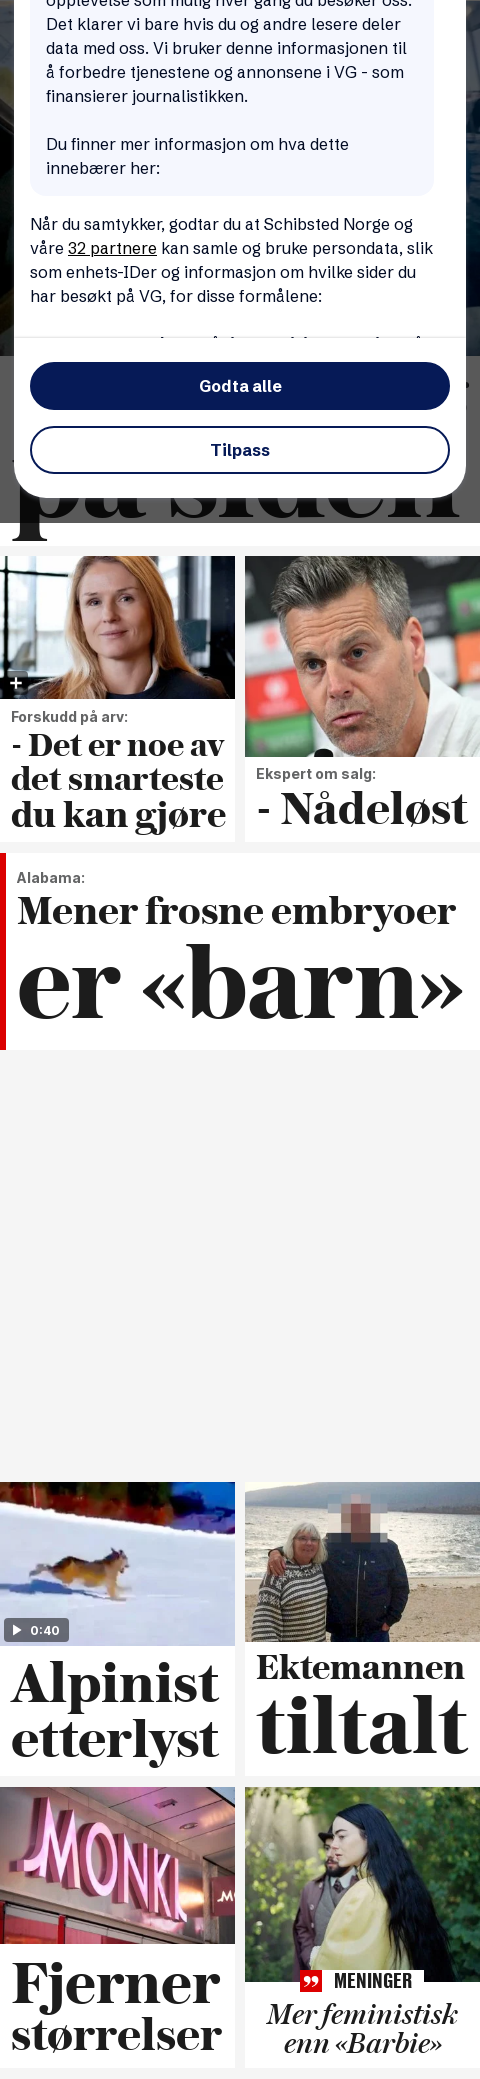 opplevelse som mulig hver gang du besøker oss.
Det klarer vi bare hvis du og andre lesere deler
data med oss. Vi bruker denne informasjonen til
å forbedre tjenestene og annonsene i VG - som
finansierer journalistikken.
Du finner mer informasjon om hva dette
innebærer her:
Når du samtykker, godtar du at Schibsted Norge og
våre 32 partnere kan samle og bruke persondata, slik
som enhets-IDer og informasjon om hvilke sider du
har besøkt på VG, for disse formålene:
Godta alle
Tilpass
på siden
Forskudd på arv:
- Det er noe av
det smarteste
du kan gjøre
Ekspert om salg:
- Nådeløst
Alabama:
Mener frosne embryoer
er «barn»
0:40
Alpinist
etterlyst
Ektemannen
tiltalt
MONKI
MO
Fjerner
størrelser
MENINGER
Mer feministisk
enn «Barbie»